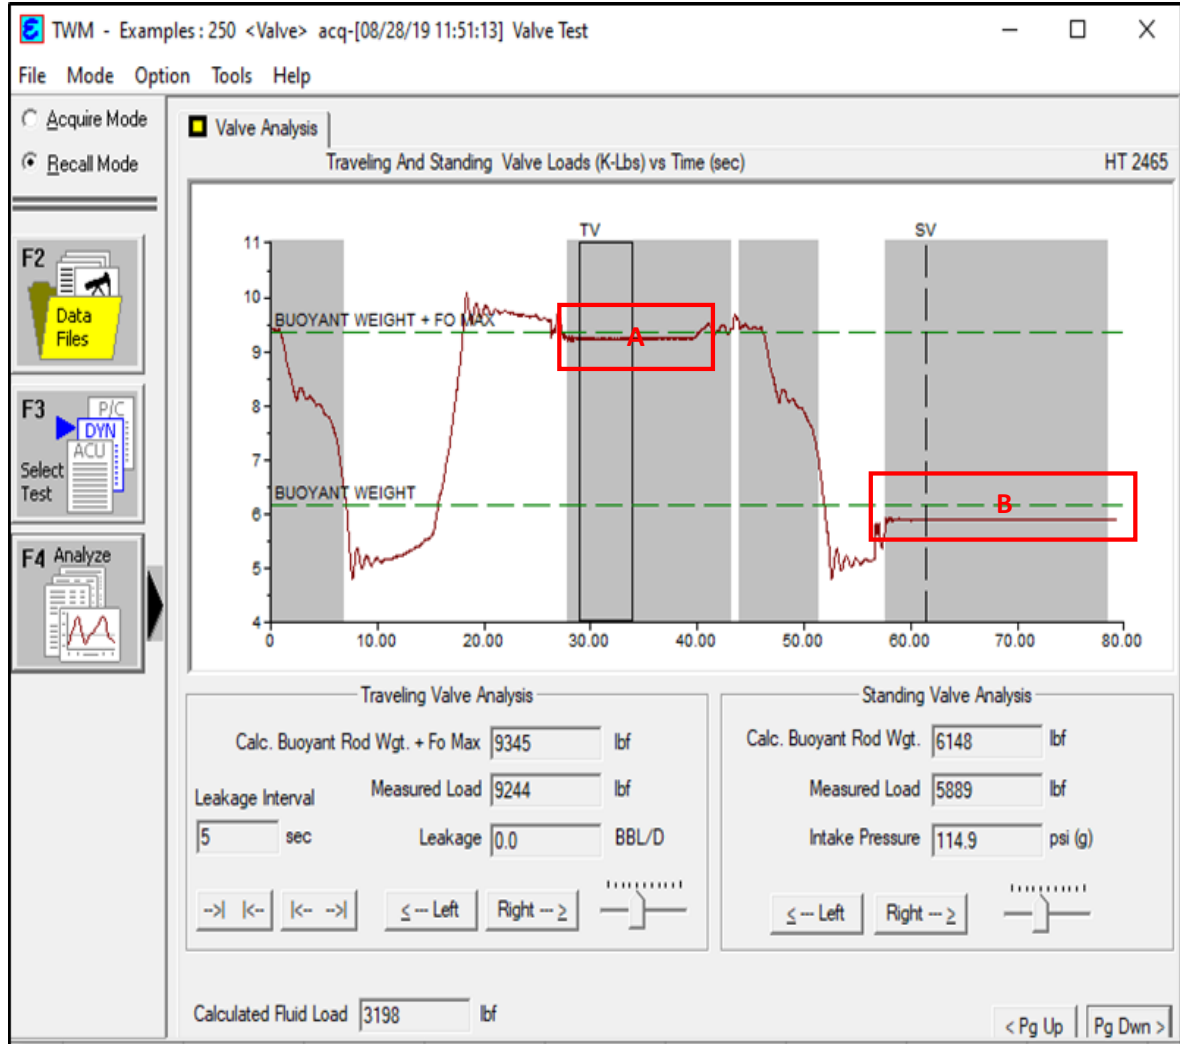 TWM - Examples : 250 <Valve> acq-[08/28/19 11:51:13] Valve Test
File Mode Option Tools Help
Acquire Mode
Recall Mode
F2
Data
Files
F3
P/C
DYN
ACU
Select
Test
F4 Analyze
Valve Analysis
Traveling And Standing Valve Loads (K-Lbs) vs Time (sec)
HT 2465
TV
SV
11
10
9
8
7
6
5
4
BUOYANT WEIGHT + FO MAX
A
BUOYANT WEIGHT
B
0 10.00 20.00 30.00 40.00 50.00 60.00 70.00 80.00
Traveling Valve Analysis
Calc. Buoyant Rod Wgt. + Fo Max 9345 lbf
Measured Load 9244 lbf
Leakage Interval
5 sec
Leakage 0.0 BBL/D
-->| |<--
|<-- -->|
< --- Left
Right --- >
Standing Valve Analysis
Calc. Buoyant Rod Wgt. 6148 lbf
Measured Load 5889 lbf
Intake Pressure 114.9 psi (g)
< --- Left
Right --- >
Calculated Fluid Load 3198 lbf
< Pg Up
Pg Dwn >